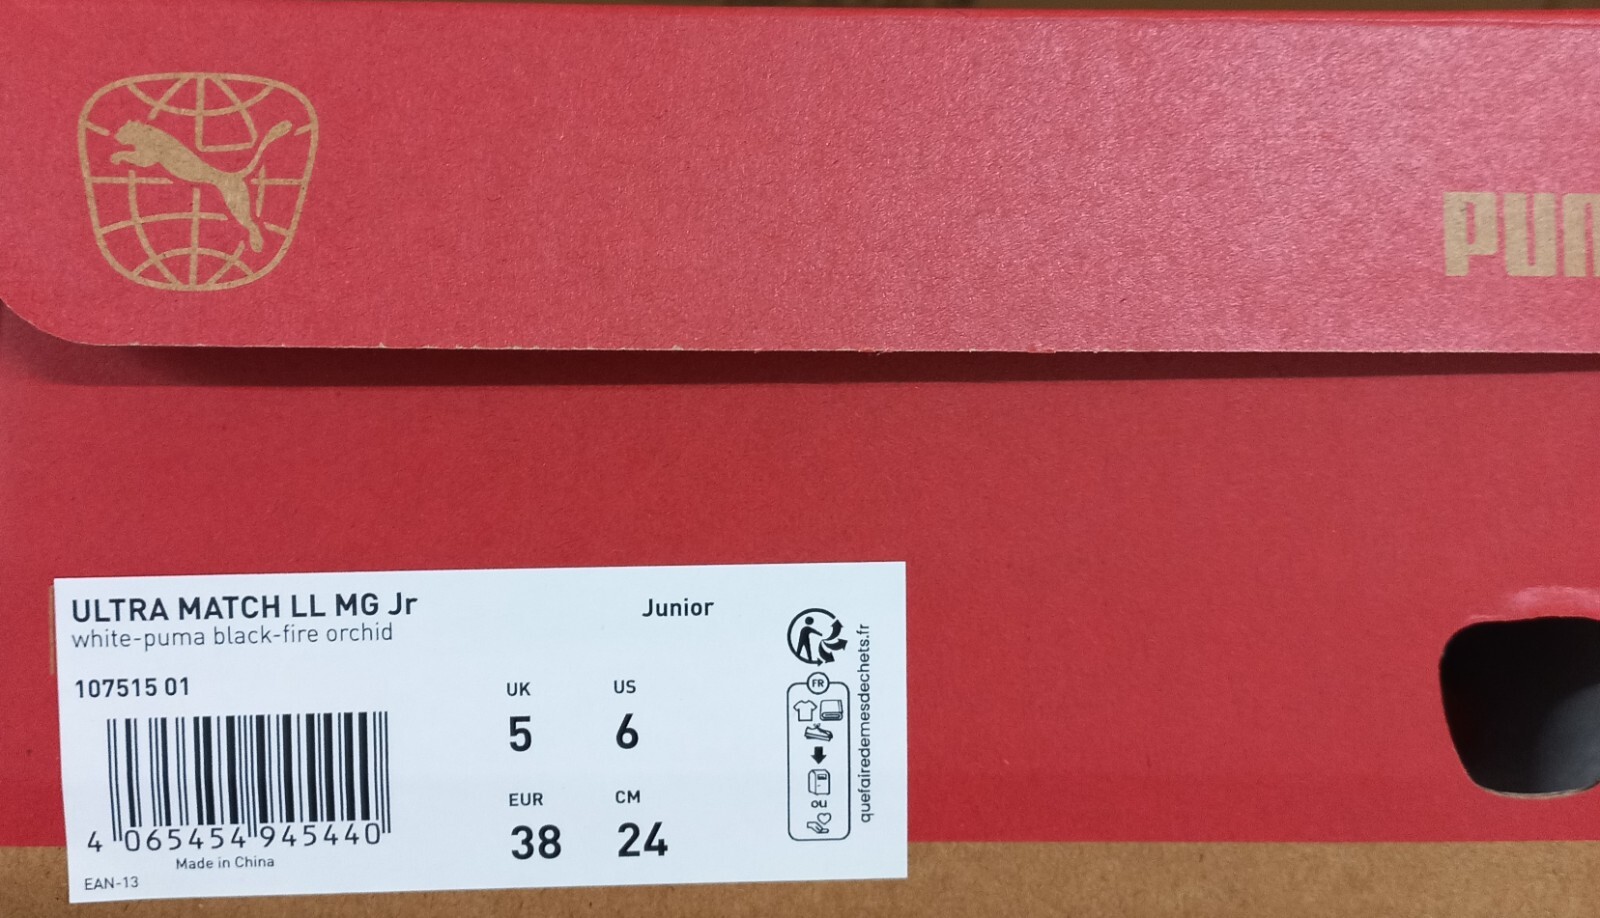 PUM
ULTRA MATCH LL MG Jr
Junior
white-puma black-fire orchid
107515 01
UK
US
5
6
EUR
CM
38
24
4 065454 945440
Made in China
EAN-13
FR
ou
quefairedemesdechets.fr